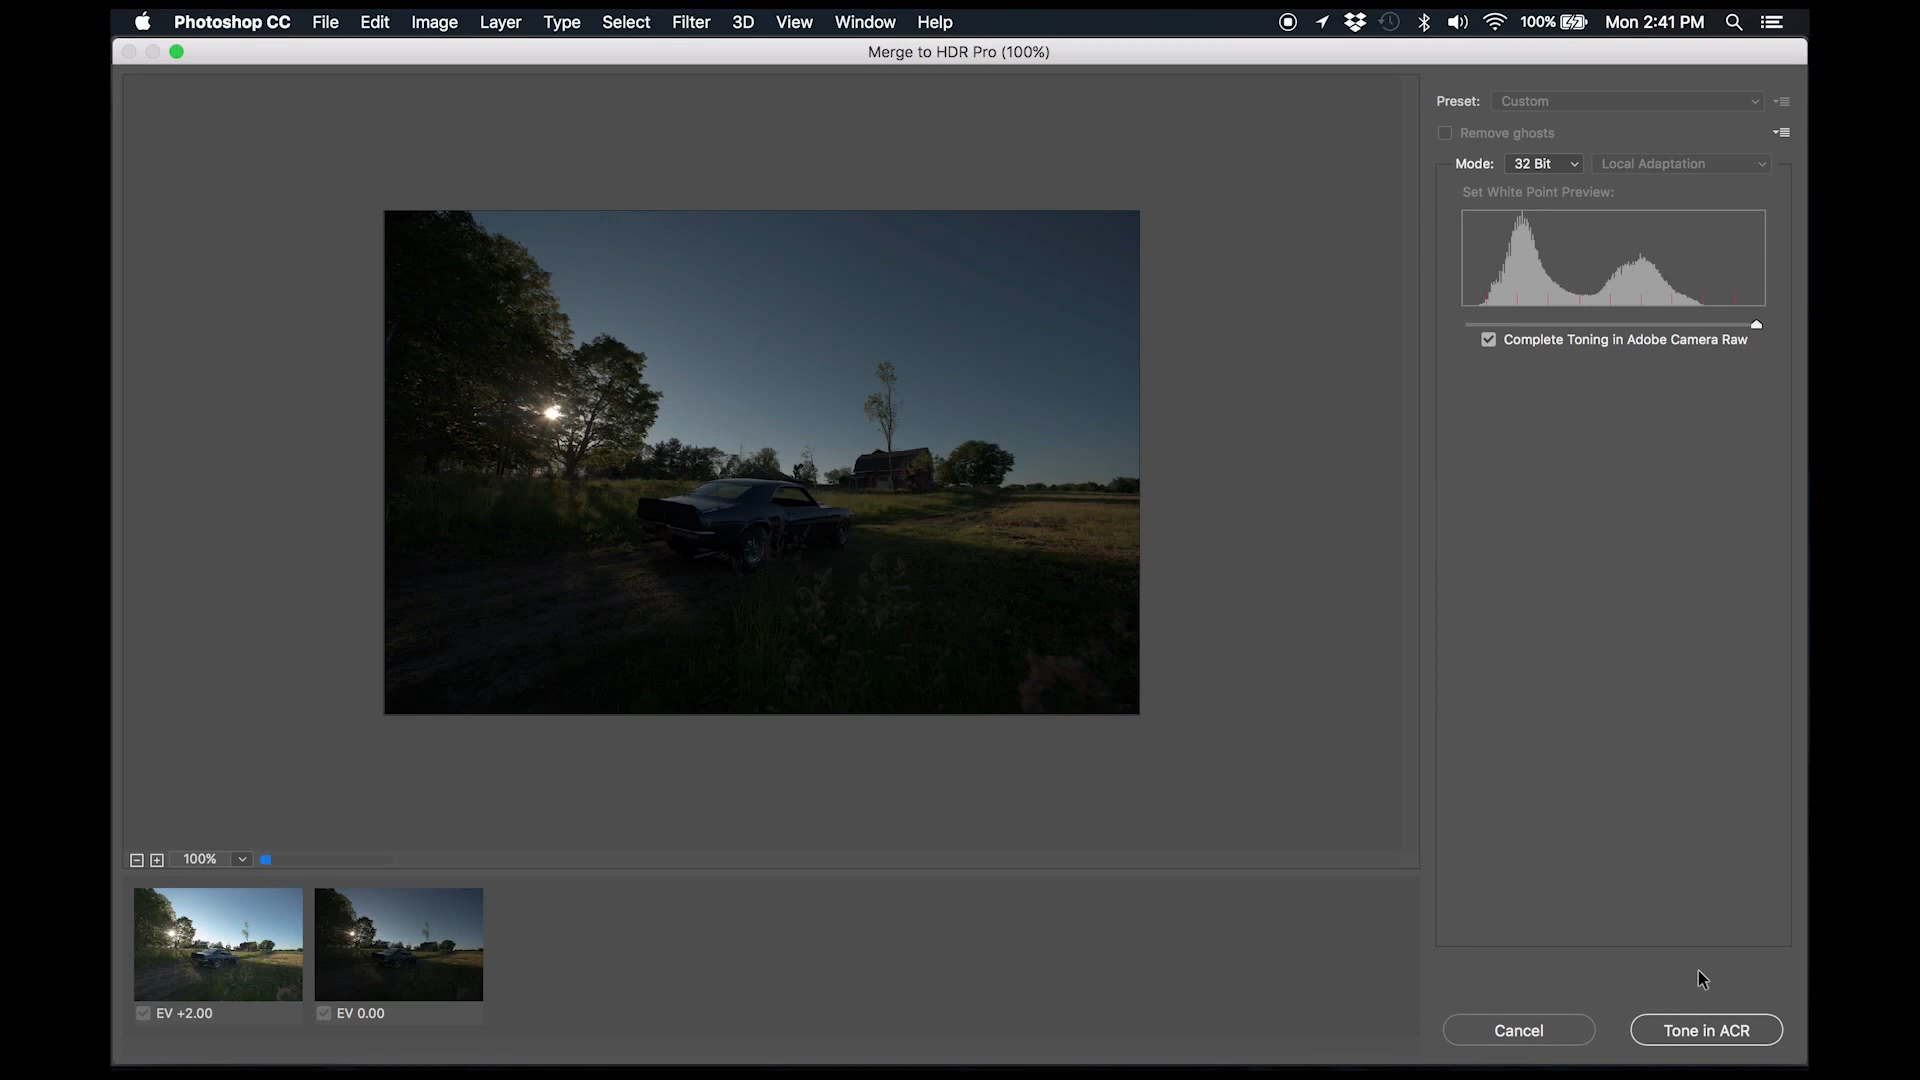 Photoshop CC File Edit Image Layer Type Select Filter 3D View Window Help 100% Mon 2:41 PM
Merge to HDR Pro (100%)
Preset: Custom
Remove ghosts
Mode: 32 Bit Local Adaptation
Set White Point Preview:
Complete Toning in Adobe Camera Raw
100%
EV +2.00
EV 0.00
Cancel
Tone in ACR